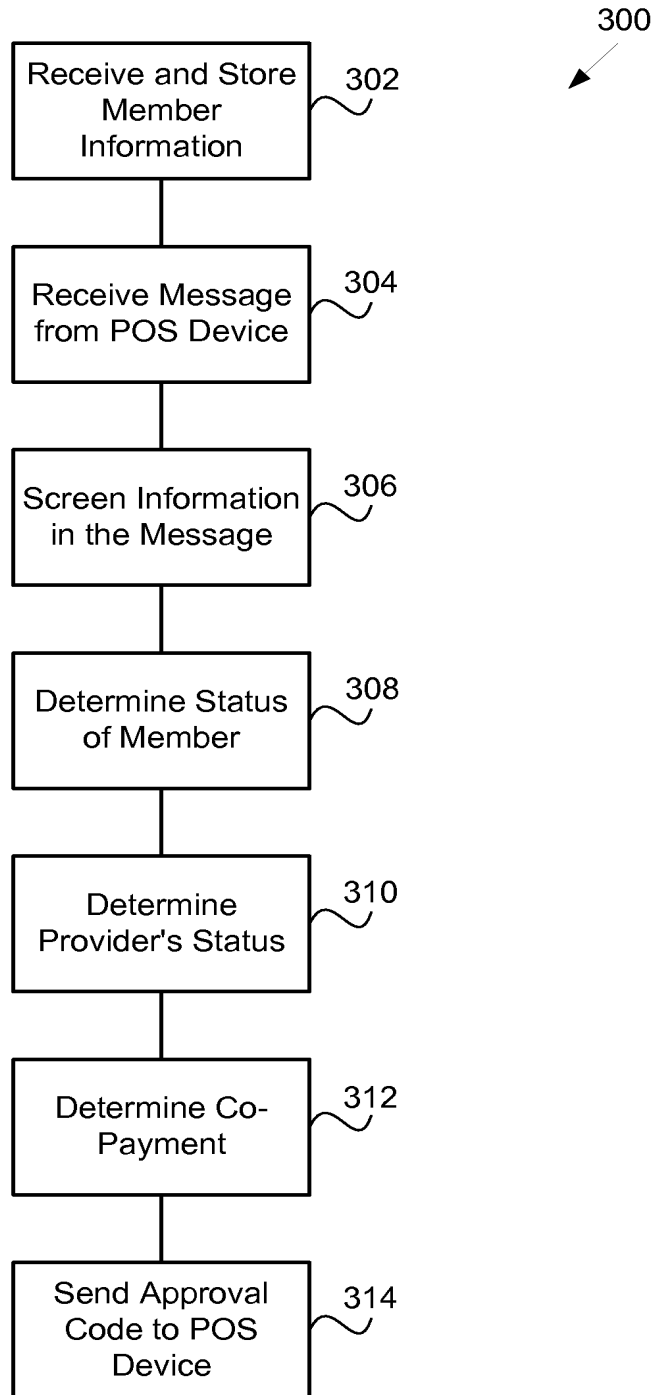 300
Receive and Store
Member
Information
302
Receive Message
from POS Device
304
Screen Information
in the Message
306
Determine Status
of Member
308
Determine
Provider's Status
310
Determine Co-
Payment
312
Send Approval
Code to POS
Device
314